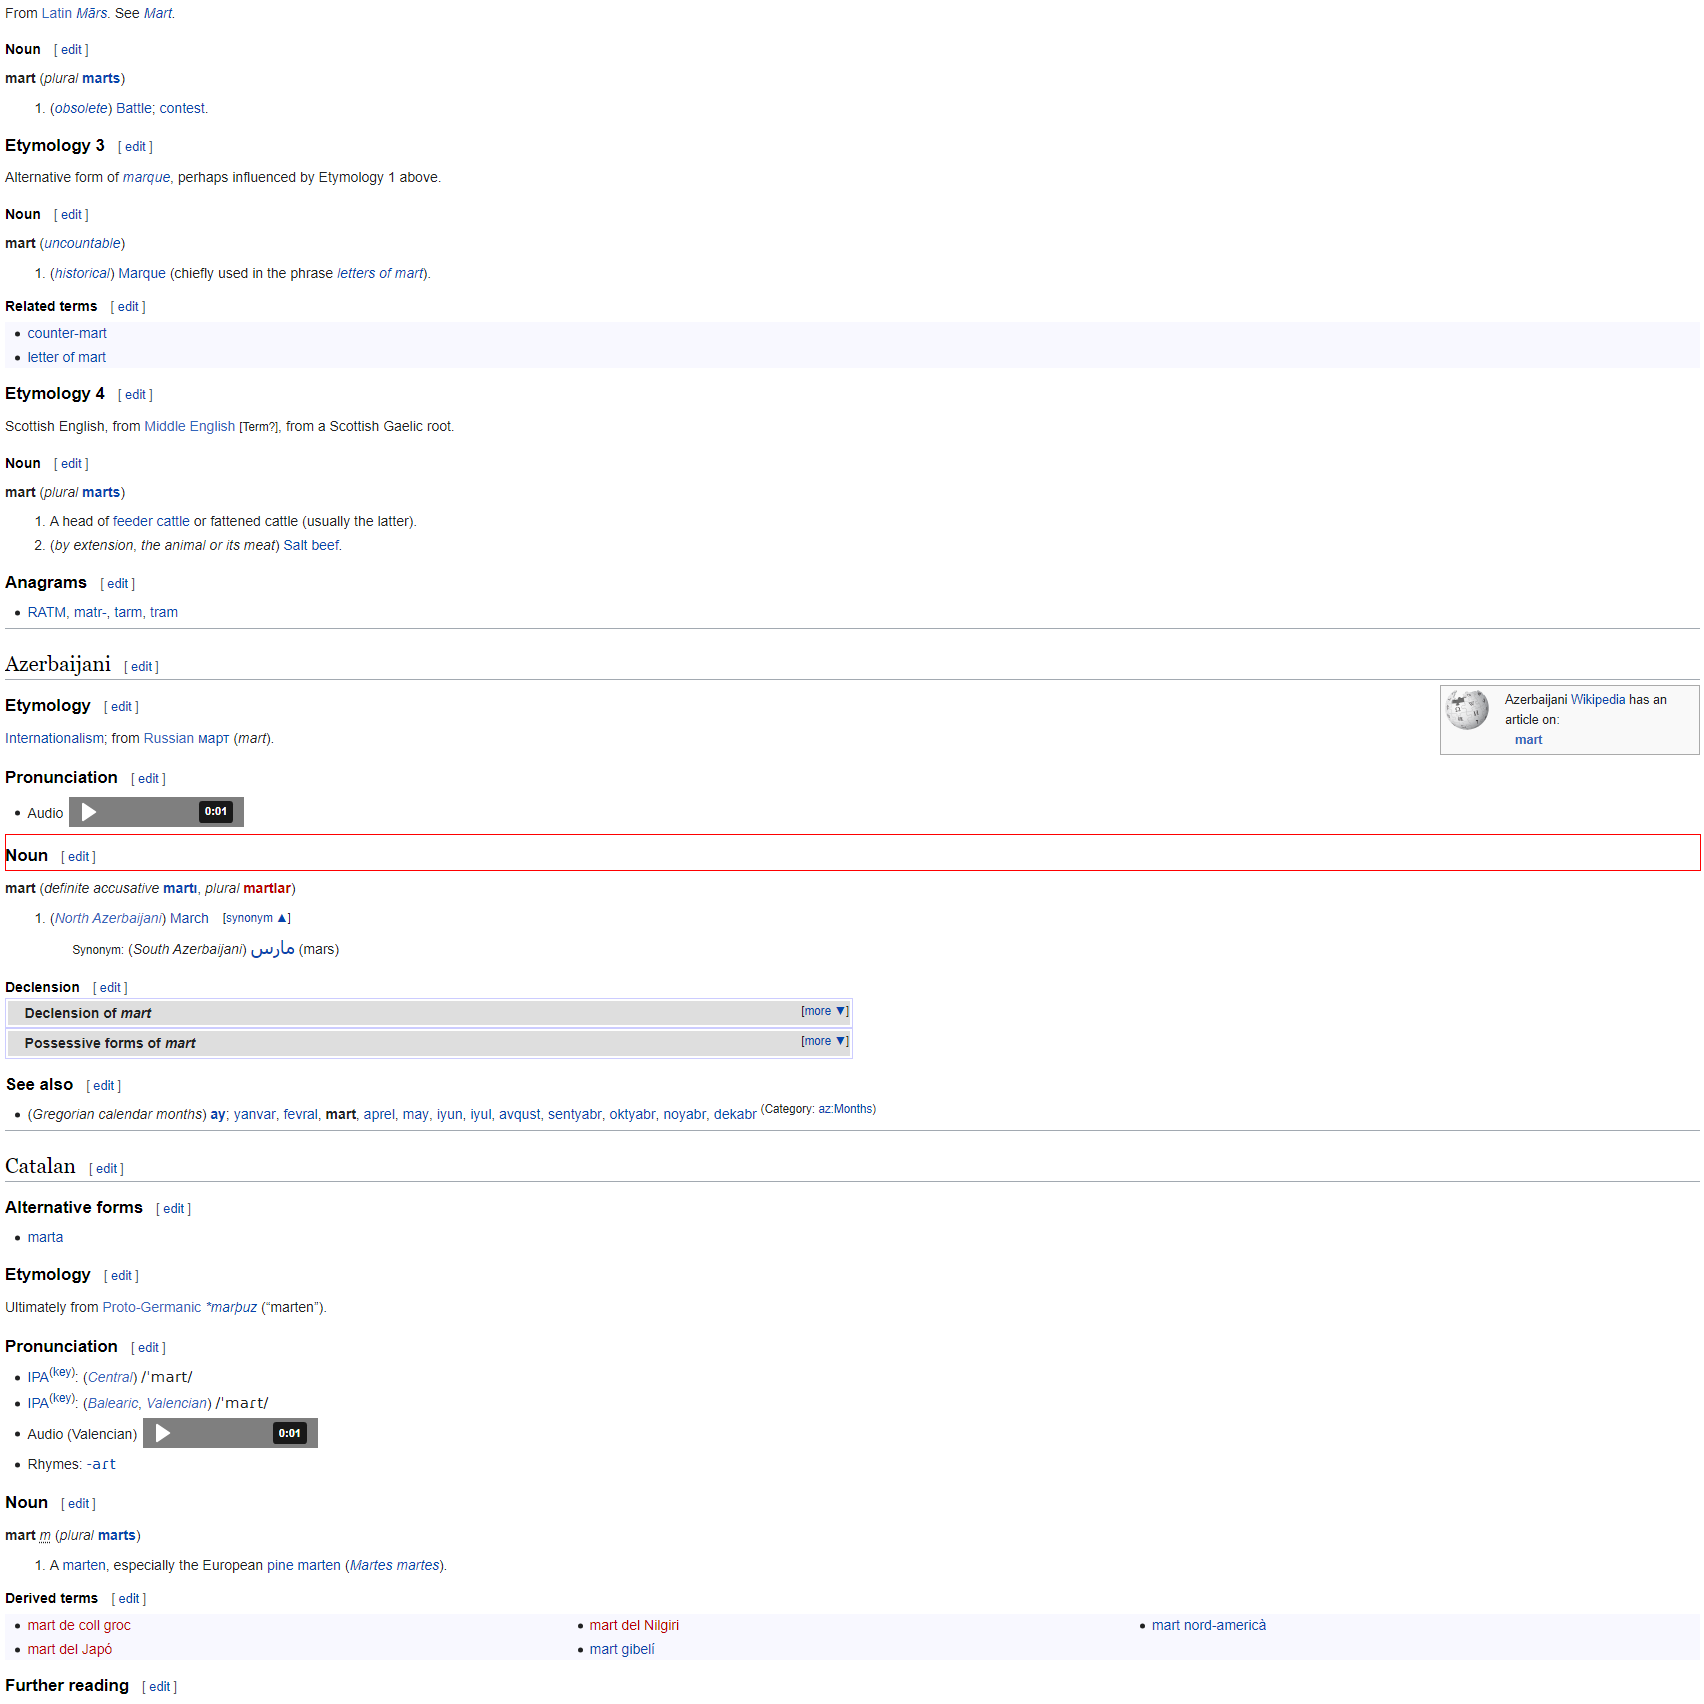 From Latin Mārs. See Mart.
Noun [ edit ]
mart (plural marts)
1. (obsolete) Battle; contest.
Etymology 3 [ edit ]
Alternative form of marque, perhaps influenced by Etymology 1 above.
Noun [ edit ]
mart (uncountable)
1. (historical) Marque (chiefly used in the phrase letters of mart).
Related terms [ edit ]
• counter-mart
• letter of mart
Etymology 4 [ edit ]
Scottish English, from Middle English [Term?], from a Scottish Gaelic root.
Noun [ edit ]
mart (plural marts)
1. A head of feeder cattle or fattened cattle (usually the latter).
2. (by extension, the animal or its meat) Salt beef.
Anagrams [ edit ]
• RATM, matr-, tarm, tram
Azerbaijani [ edit ]
Etymology [ edit ]
Azerbaijani Wikipedia has an
article on:
mart
Internationalism; from Russian март (mart).
Pronunciation [ edit ]
• Audio 0:01
Noun [ edit ]
mart (definite accusative martı, plural martlar)
1. (North Azerbaijani) March [synonym ▲]
Synonym: (South Azerbaijani) مارس (mars)
Declension [ edit ]
Declension of mart [more ▼]
Possessive forms of mart [more ▼]
See also [ edit ]
• (Gregorian calendar months) ay; yanvar, fevral, mart, aprel, may, iyun, iyul, avqust, sentyabr, oktyabr, noyabr, dekabr (Category: az:Months)
Catalan [ edit ]
Alternative forms [ edit ]
• marta
Etymology [ edit ]
Ultimately from Proto-Germanic *marþuz (“marten”).
Pronunciation [ edit ]
• IPA(key): (Central) /ˈmart/
• IPA(key): (Balearic, Valencian) /ˈmaɾt/
• Audio (Valencian) 0:01
• Rhymes: -aɾt
Noun [ edit ]
mart m (plural marts)
1. A marten, especially the European pine marten (Martes martes).
Derived terms [ edit ]
• mart de coll groc
• mart del Japó
• mart del Nilgiri
• mart gibelí
• mart nord-americà
Further reading [ edit ]